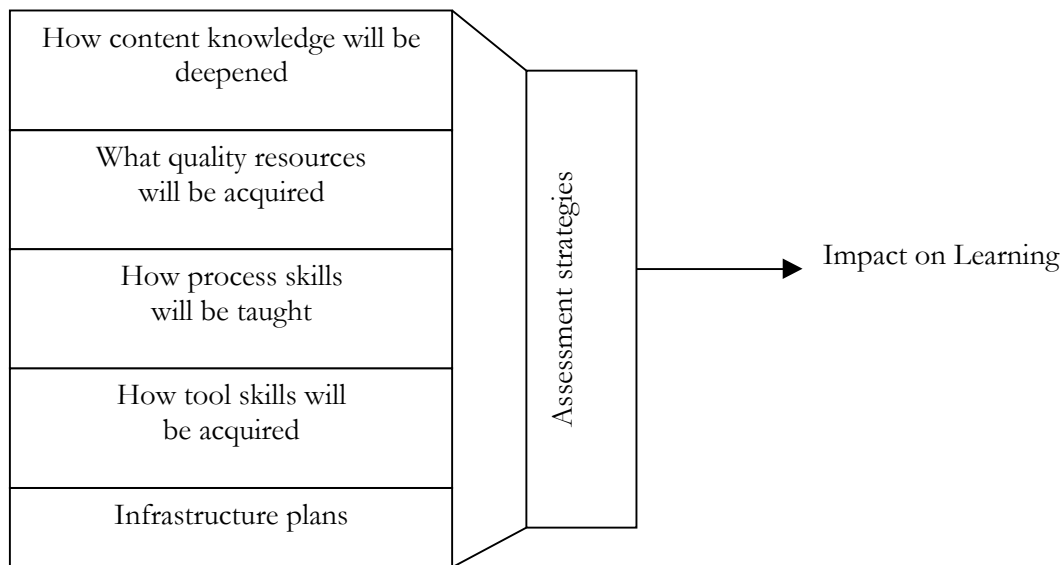 How content knowledge will be
deepened
What quality resources
will be acquired
How process skills
will be taught
How tool skills will
be acquired
Infrastructure plans
Assessment strategies
Impact on Learning